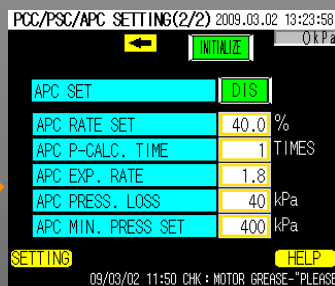 PCC/PSC/APC SETTING(2/2) 2009.03.02 13:23:58
INITIALIZE 0kPa
APC SET DIS
APC RATE SET 40.0 %
APC P-CALC. TIME 1 TIMES
APC EXP. RATE 1.8
APC PRESS. LOSS 40 kPa
APC MIN. PRESS SET 400 kPa
SETTING HELP
09/03/02 11:50 CHK : MOTOR GREASE-"PLEASE